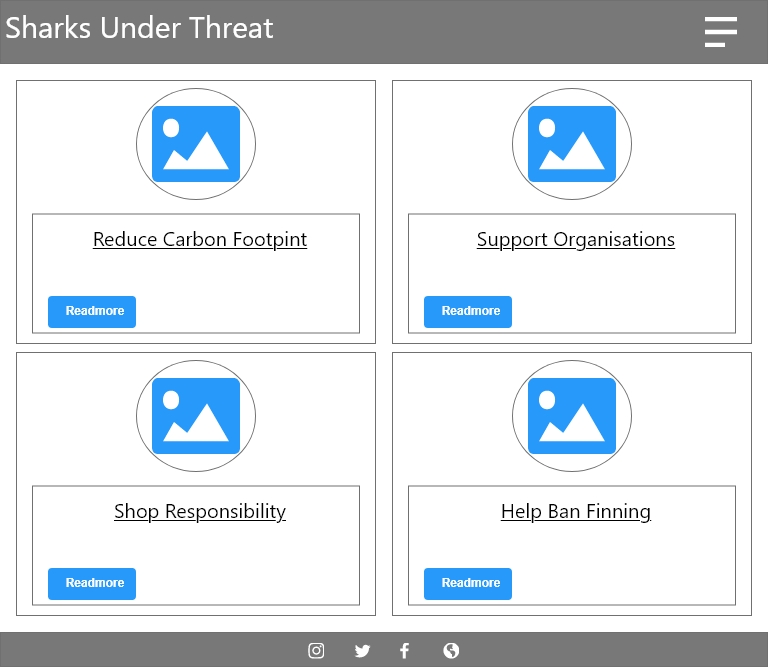 Sharks Under Threat
Reduce Carbon Footpint
Readmore
Support Organisations
Readmore
Shop Responsibility
Readmore
Help Ban Finning
Readmore